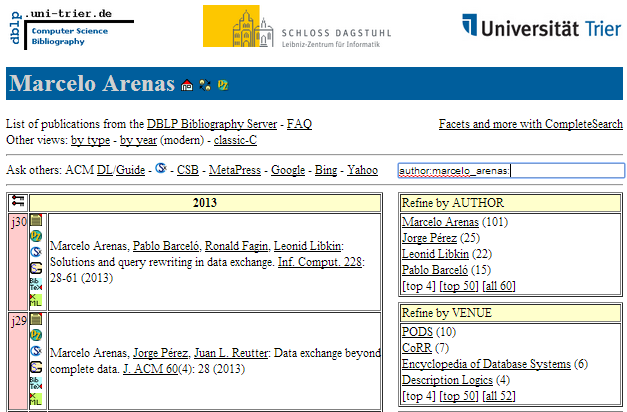 dblp .uni-trier.de
Computer Science
Bibliography
SCHLOSS DAGSTUHL
Leibniz-Zentrum für Informatik
Universität Trier
Marcelo Arenas
List of publications from the DBLP Bibliography Server - FAQ
Facets and more with CompleteSearch
Other views: by type - by year (modern) - classic-C
Ask others: ACM DL/Guide - - CSB - MetaPress - Google - Bing - Yahoo
author:marcelo_arenas:
2013
j30
Bib
TeX
XML
Marcelo Arenas, Pablo Barceló, Ronald Fagin, Leonid Libkin:
Solutions and query rewriting in data exchange. Inf. Comput. 228:
28-61 (2013)
j29
Bib
TeX
XML
Marcelo Arenas, Jorge Pérez, Juan L. Reutter: Data exchange beyond
complete data. J. ACM 60(4): 28 (2013)
Refine by AUTHOR
Marcelo Arenas (101)
Jorge Pérez (25)
Leonid Libkin (22)
Pablo Barceló (15)
[top 4] [top 50] [all 60]
Refine by VENUE
PODS (10)
CoRR (7)
Encyclopedia of Database Systems (6)
Description Logics (4)
[top 4] [top 50] [all 52]